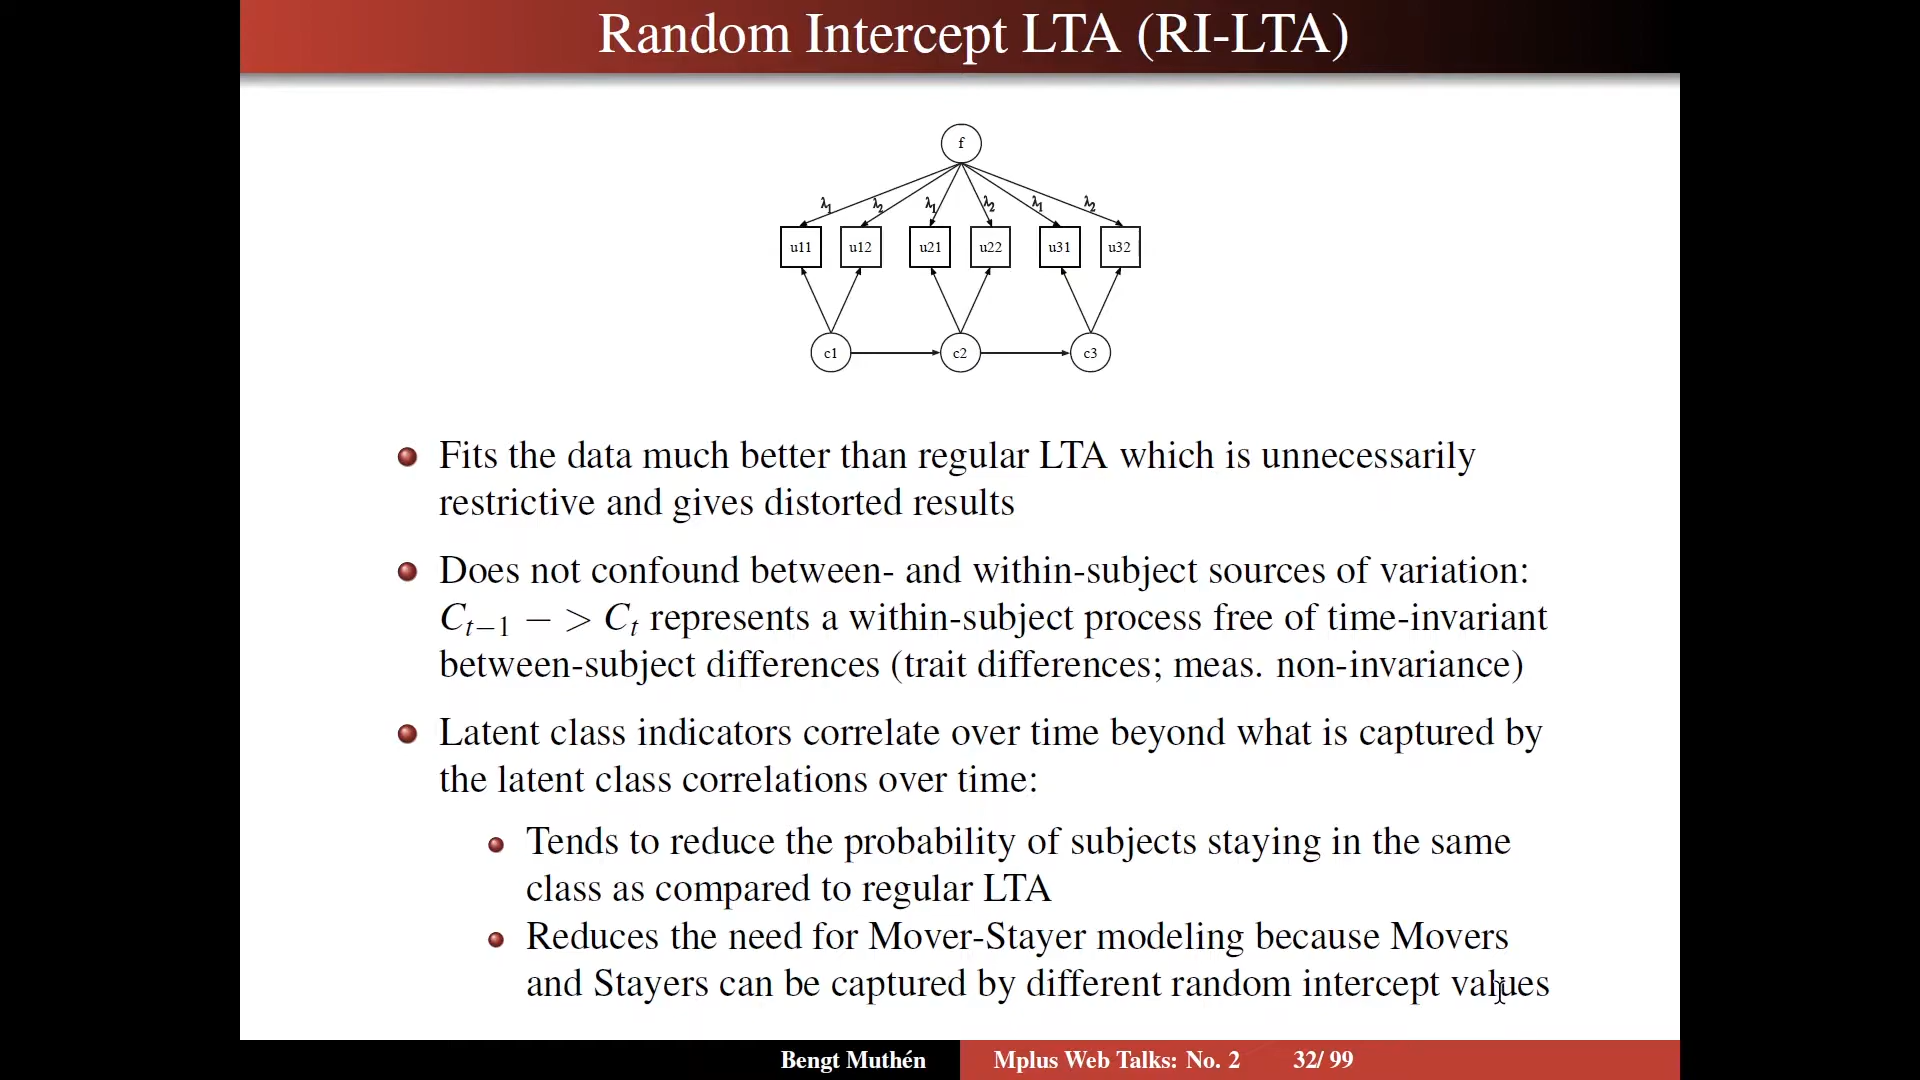 Random Intercept LTA (RI-LTA)
f
λ1 λ2 λ1 λ2 λ1 λ2
u11 u12 u21 u22 u31 u32
c1 c2 c3
Fits the data much better than regular LTA which is unnecessarily
restrictive and gives distorted results
Does not confound between- and within-subject sources of variation:
C_{t−1} − > C_t represents a within-subject process free of time-invariant
between-subject differences (trait differences; meas. non-invariance)
Latent class indicators correlate over time beyond what is captured by
the latent class correlations over time:
Tends to reduce the probability of subjects staying in the same
class as compared to regular LTA
Reduces the need for Mover-Stayer modeling because Movers
and Stayers can be captured by different random intercept values
Bengt Muthén Mplus Web Talks: No. 2 32/ 99